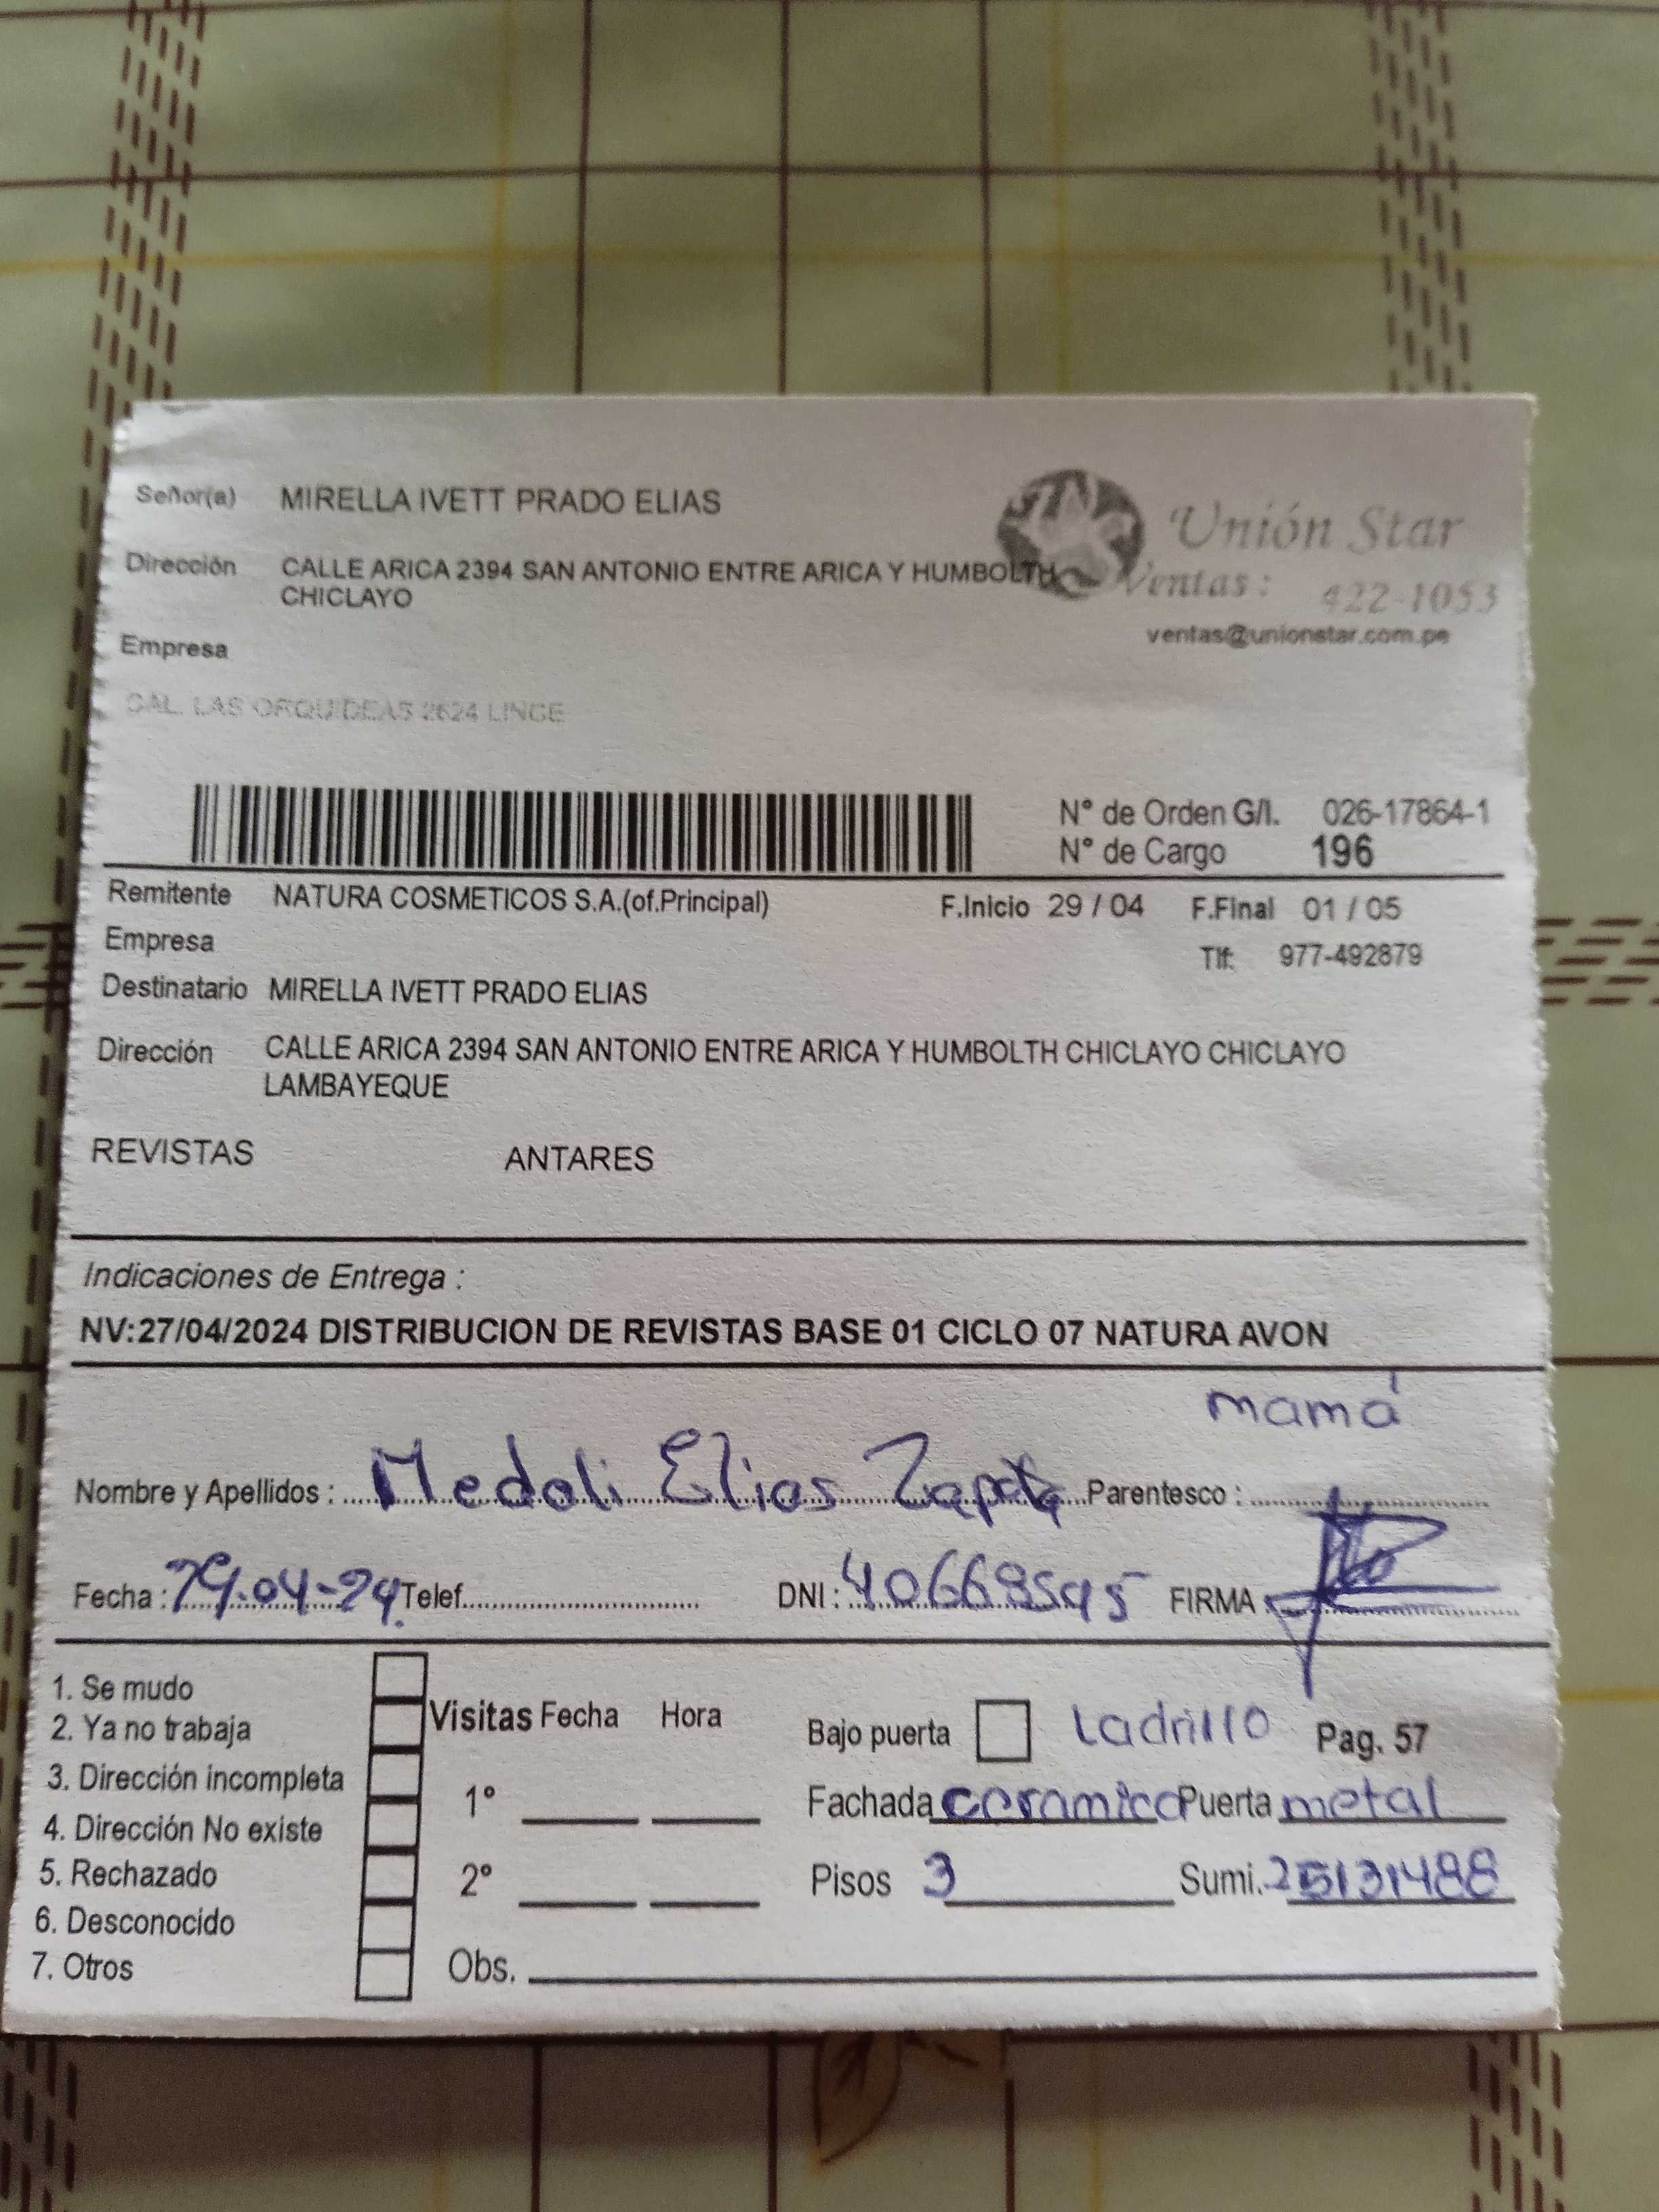 Señor(a) MIRELLA IVETT PRADO ELIAS
Unión Star
Dirección CALLE ARICA 2394 SAN ANTONIO ENTRE ARICA Y HUMBOLTH
CHICLAYO
Ventas: 422-1053
ventas@unionstar.com.pe
Empresa
CAL. LAS ORQUIDEAS 2624 LINCE
N° de Orden G/I. 026-17864-1
N° de Cargo 196
Remitente NATURA COSMETICOS S.A.(of.Principal) F.Inicio 29 / 04 F.Final 01 / 05
Empresa Tlf: 977-492879
Destinatario MIRELLA IVETT PRADO ELIAS
Dirección CALLE ARICA 2394 SAN ANTONIO ENTRE ARICA Y HUMBOLTH CHICLAYO CHICLAYO
LAMBAYEQUE
REVISTAS ANTARES
Indicaciones de Entrega :
NV:27/04/2024 DISTRIBUCION DE REVISTAS BASE 01 CICLO 07 NATURA AVON
mamá
Nombre y Apellidos : Medali Elias Zapata Parentesco :
Fecha : 29-04-24 Telef. DNI : 40668595 FIRMA
1. Se mudo
2. Ya no trabaja
3. Dirección incompleta
4. Dirección No existe
5. Rechazado
6. Desconocido
7. Otros
Visitas Fecha Hora
1°
2°
Obs.
Bajo puerta Ladrillo Pag. 57
Fachada ceramica Puerta metal
Pisos 3 Sumi. 25131488